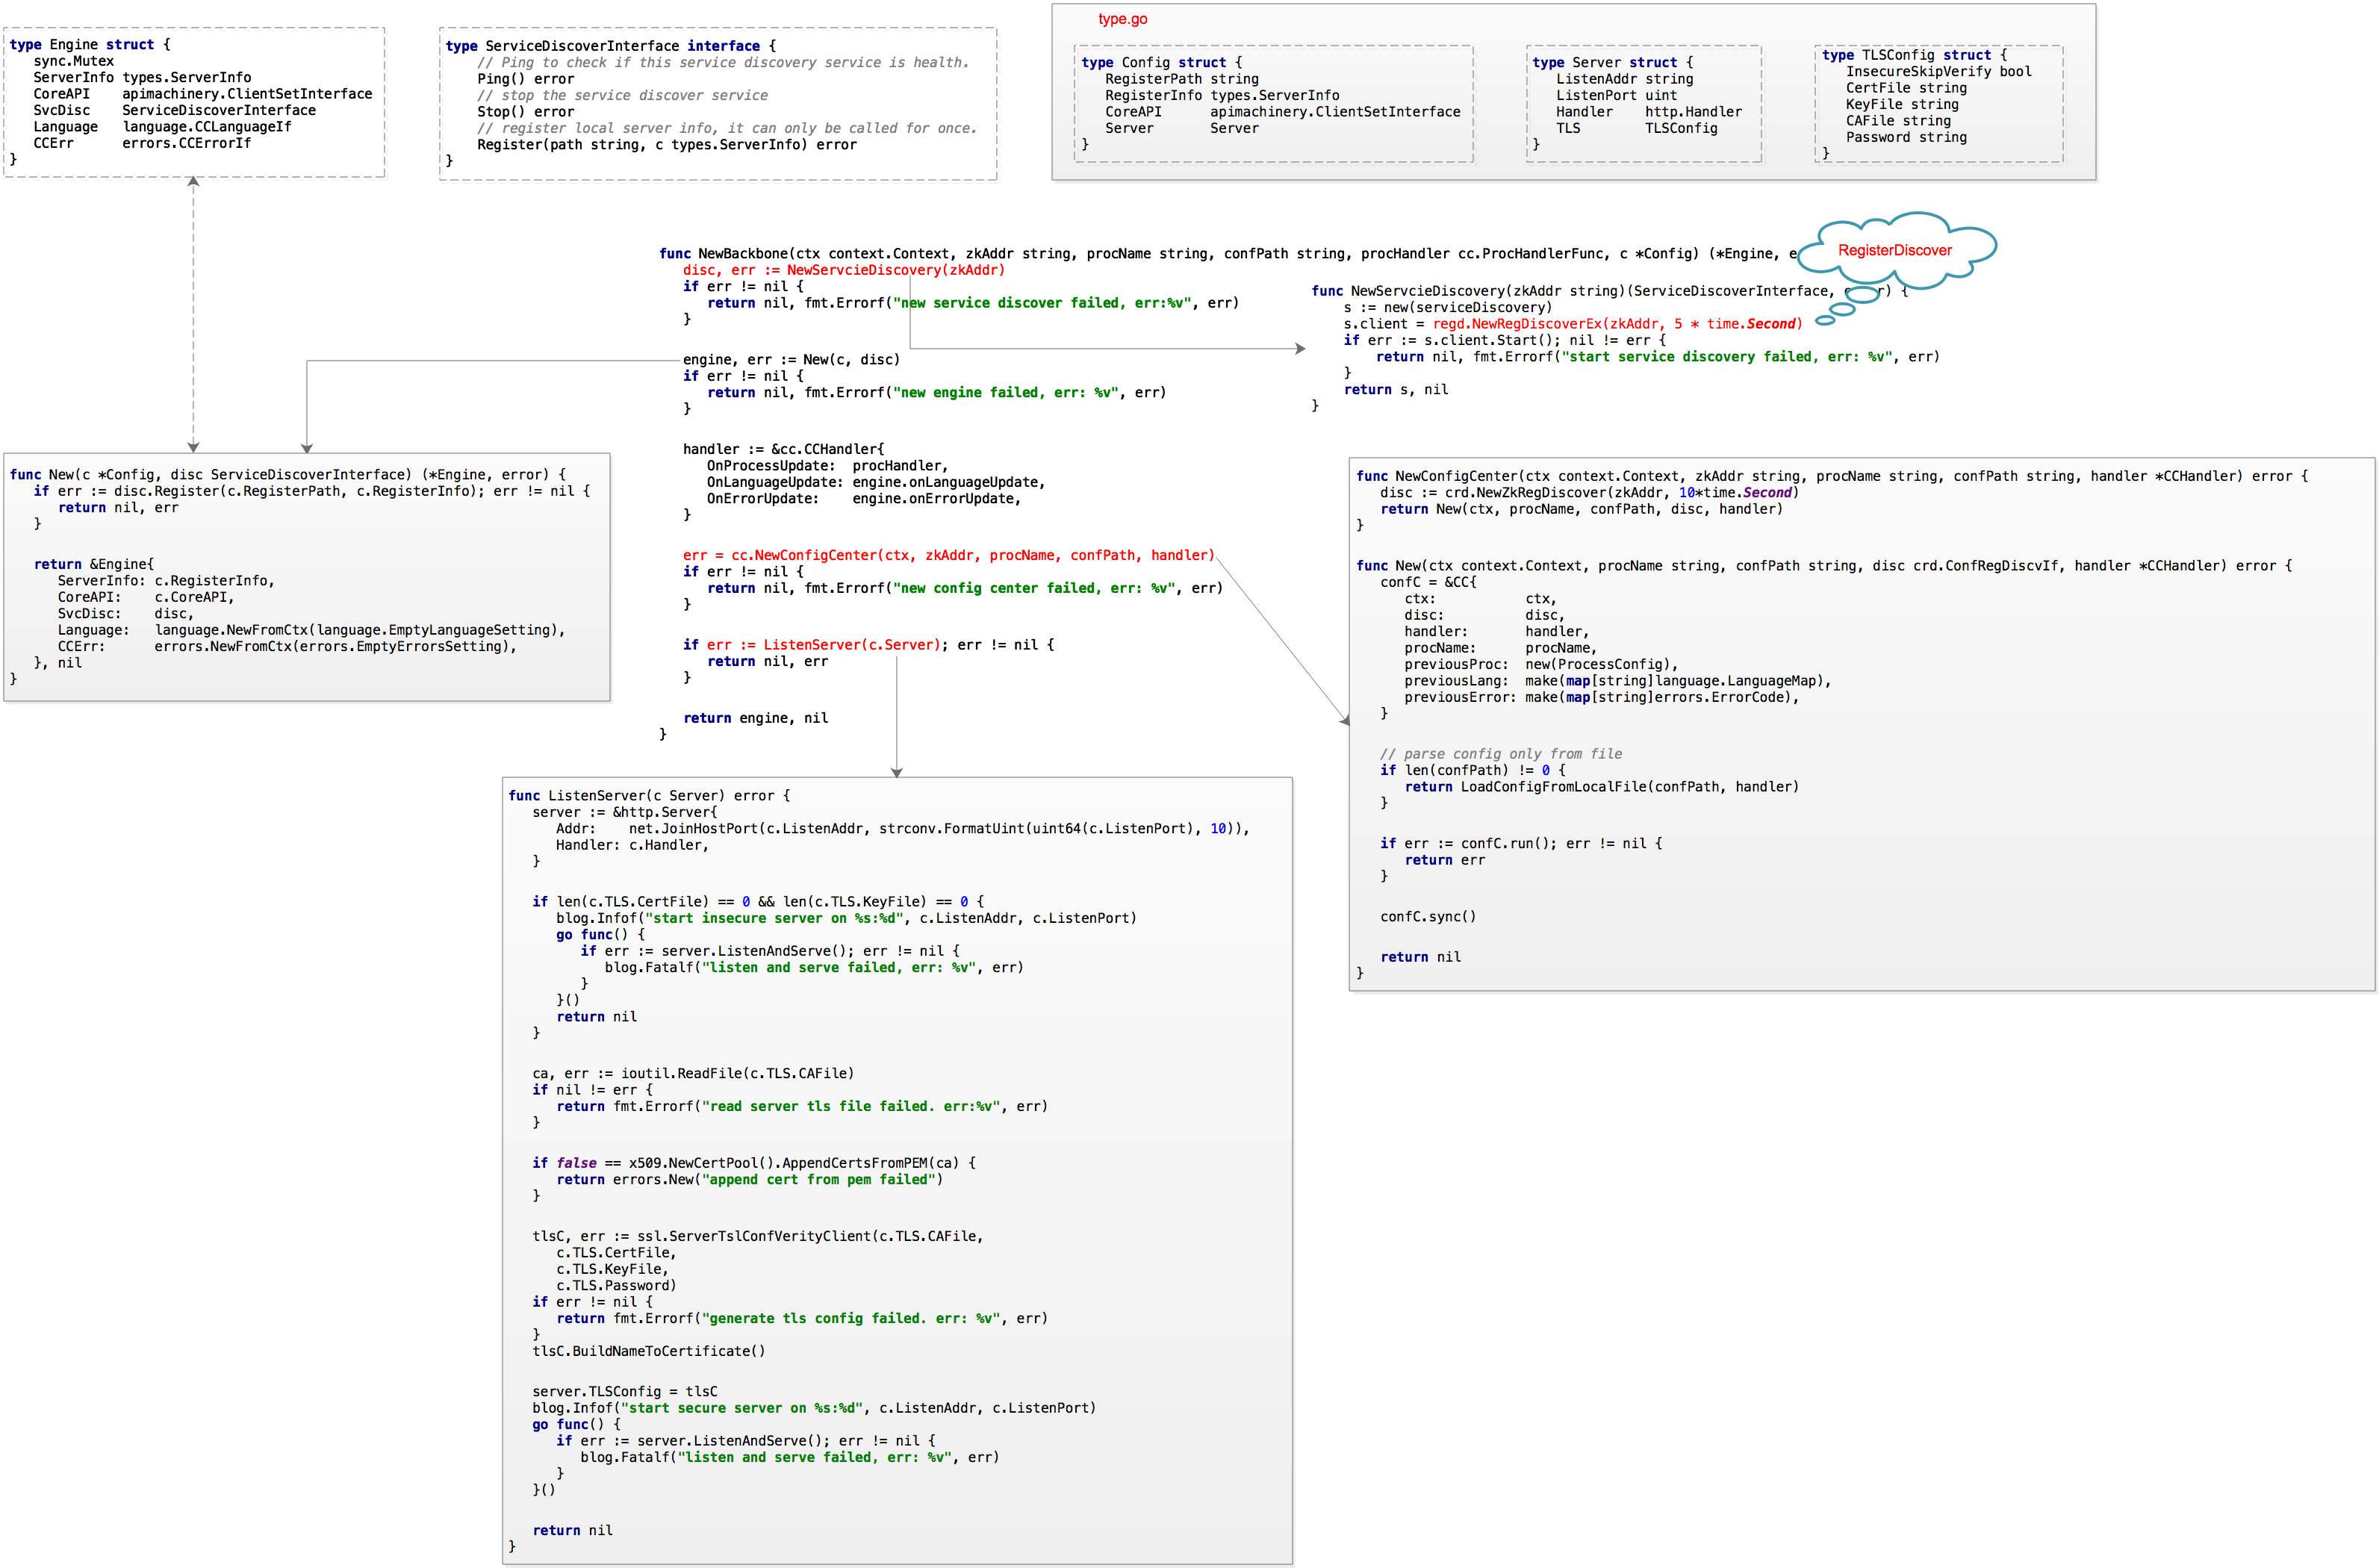 type Engine struct {
sync.Mutex
ServerInfo types.ServerInfo
CoreAPI    apimachinery.ClientSetInterface
SvcDisc    ServiceDiscoverInterface
Language   language.CCLanguageIf
CCErr      errors.CCErrorIf
}
type ServiceDiscoverInterface interface {
// Ping to check if this service discovery service is health.
Ping() error
// stop the service discover service
Stop() error
// register local server info, it can only be called for once.
Register(path string, c types.ServerInfo) error
}
type.go
type Config struct {
RegisterPath string
RegisterInfo types.ServerInfo
CoreAPI      apimachinery.ClientSetInterface
Server       Server
}
type Server struct {
ListenAddr string
ListenPort uint
Handler    http.Handler
TLS        TLSConfig
}
type TLSConfig struct {
InsecureSkipVerify bool
CertFile string
KeyFile string
CAFile string
Password string
}
func NewBackbone(ctx context.Context, zkAddr string, procName string, confPath string, procHandler cc.ProcHandlerFunc, c *Config) (*Engine, e
disc, err := NewServcieDiscovery(zkAddr)
if err != nil {
return nil, fmt.Errorf("new service discover failed, err:%v", err)
}
engine, err := New(c, disc)
if err != nil {
return nil, fmt.Errorf("new engine failed, err: %v", err)
}
handler := &cc.CCHandler{
OnProcessUpdate:  procHandler,
OnLanguageUpdate: engine.onLanguageUpdate,
OnErrorUpdate:    engine.onErrorUpdate,
}
err = cc.NewConfigCenter(ctx, zkAddr, procName, confPath, handler)
if err != nil {
return nil, fmt.Errorf("new config center failed, err: %v", err)
}
if err := ListenServer(c.Server); err != nil {
return nil, err
}
return engine, nil
}
RegisterDiscover
func NewServcieDiscovery(zkAddr string)(ServiceDiscoverInterface, e r) {
s := new(serviceDiscovery)
s.client = regd.NewRegDiscoverEx(zkAddr, 5 * time.Second)
if err := s.client.Start(); nil != err {
return nil, fmt.Errorf("start service discovery failed, err: %v", err)
}
return s, nil
}
func New(c *Config, disc ServiceDiscoverInterface) (*Engine, error) {
if err := disc.Register(c.RegisterPath, c.RegisterInfo); err != nil {
return nil, err
}
return &Engine{
ServerInfo: c.RegisterInfo,
CoreAPI:    c.CoreAPI,
SvcDisc:    disc,
Language:   language.NewFromCtx(language.EmptyLanguageSetting),
CCErr:      errors.NewFromCtx(errors.EmptyErrorsSetting),
}, nil
}
func NewConfigCenter(ctx context.Context, zkAddr string, procName string, confPath string, handler *CCHandler) error {
disc := crd.NewZkRegDiscover(zkAddr, 10*time.Second)
return New(ctx, procName, confPath, disc, handler)
}
func New(ctx context.Context, procName string, confPath string, disc crd.ConfRegDiscvIf, handler *CCHandler) error {
confC = &CC{
ctx:           ctx,
disc:          disc,
handler:       handler,
procName:      procName,
previousProc:  new(ProcessConfig),
previousLang:  make(map[string]language.LanguageMap),
previousError: make(map[string]errors.ErrorCode),
}
// parse config only from file
if len(confPath) != 0 {
return LoadConfigFromLocalFile(confPath, handler)
}
if err := confC.run(); err != nil {
return err
}
confC.sync()
return nil
}
func ListenServer(c Server) error {
server := &http.Server{
Addr:    net.JoinHostPort(c.ListenAddr, strconv.FormatUint(uint64(c.ListenPort), 10)),
Handler: c.Handler,
}
if len(c.TLS.CertFile) == 0 && len(c.TLS.KeyFile) == 0 {
blog.Infof("start insecure server on %s:%d", c.ListenAddr, c.ListenPort)
go func() {
if err := server.ListenAndServe(); err != nil {
blog.Fatalf("listen and serve failed, err: %v", err)
}
}()
return nil
}
ca, err := ioutil.ReadFile(c.TLS.CAFile)
if nil != err {
return fmt.Errorf("read server tls file failed. err:%v", err)
}
if false == x509.NewCertPool().AppendCertsFromPEM(ca) {
return errors.New("append cert from pem failed")
}
tlsC, err := ssl.ServerTslConfVerityClient(c.TLS.CAFile,
c.TLS.CertFile,
c.TLS.KeyFile,
c.TLS.Password)
if err != nil {
return fmt.Errorf("generate tls config failed. err: %v", err)
}
tlsC.BuildNameToCertificate()
server.TLSConfig = tlsC
blog.Infof("start secure server on %s:%d", c.ListenAddr, c.ListenPort)
go func() {
if err := server.ListenAndServe(); err != nil {
blog.Fatalf("listen and serve failed, err: %v", err)
}
}()
return nil
}